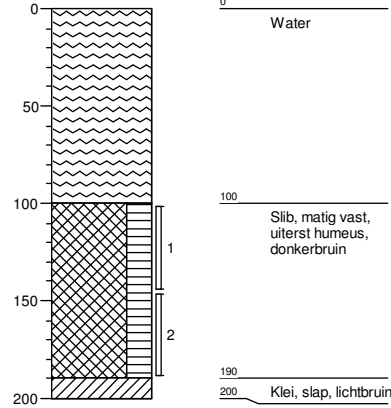 0
50
100
150
200
1
2
0
Water
100
Slib, matig vast,
uiterst humeus,
donkerbruin
190
200 Klei, slap, lichtbruin